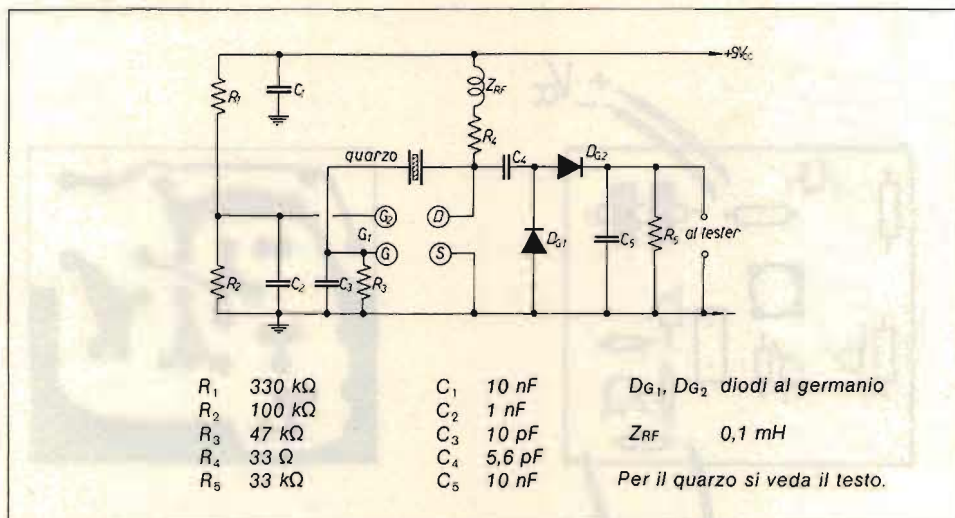 +9Vcc
R1
C1
ZRF
R4
quarzo
C4
DG2
G2
D
G1
G
S
DG1
C5
R5
al tester
R2
C2
C3
R3
R1 330 kΩ
R2 100 kΩ
R3 47 kΩ
R4 33 Ω
R5 33 kΩ
C1 10 nF
C2 1 nF
C3 10 pF
C4 5,6 pF
C5 10 nF
DG1, DG2 diodi al germanio
ZRF 0,1 mH
Per il quarzo si veda il testo.